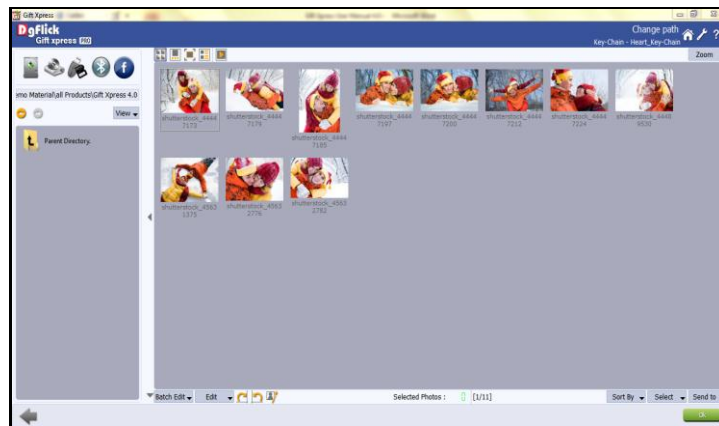 Gift Xpress
DgFlick
Gift xpress PRO
Change path
Key-Chain - Heart_Key-Chain
?
Zoom
emo Material\all Products\Gift Xpress 4.0
View
Parent Directory.
shutterstock_4444
7173
shutterstock_4444
7179
shutterstock_4444
7185
shutterstock_4444
7197
shutterstock_4444
7200
shutterstock_4444
7212
shutterstock_4444
7224
shutterstock_4448
9530
shutterstock_4563
1375
shutterstock_4563
2776
shutterstock_4563
2782
Batch Edit
Edit
Selected Photos :
[1/11]
Sort By
Select
Send to
Ok